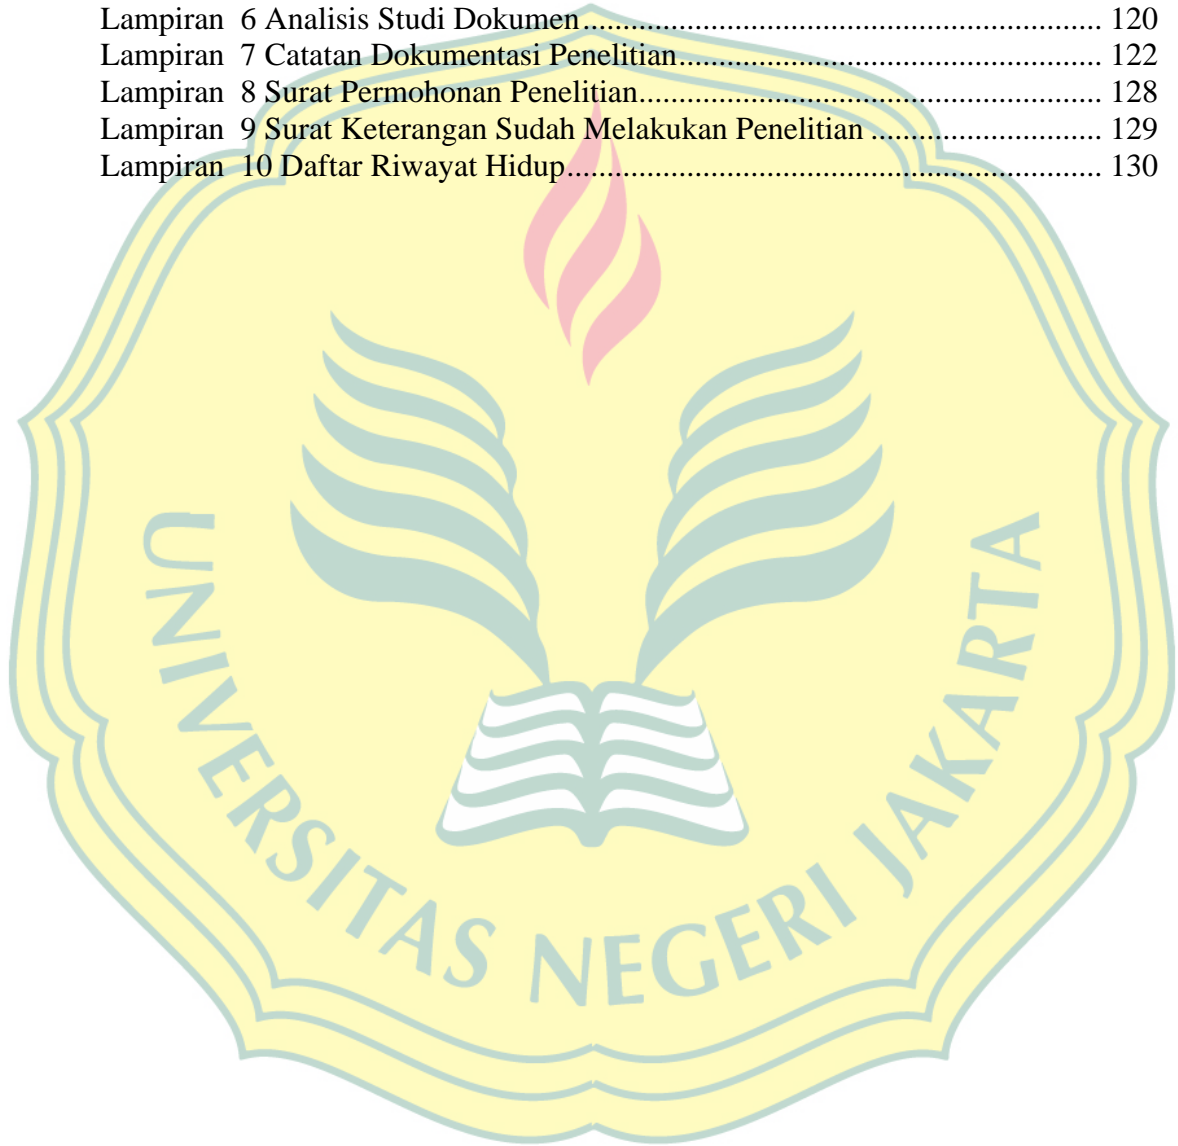 Lampiran 6 Analisis Studi Dokumen................................................................. 120
Lampiran 7 Catatan Dokumentasi Penelitian..................................................... 122
Lampiran 8 Surat Permohonan Penelitian.......................................................... 128
Lampiran 9 Surat Keterangan Sudah Melakukan Penelitian ............................. 129
Lampiran 10 Daftar Riwayat Hidup................................................................... 130
UNIVERSITAS NEGERI JAKARTA